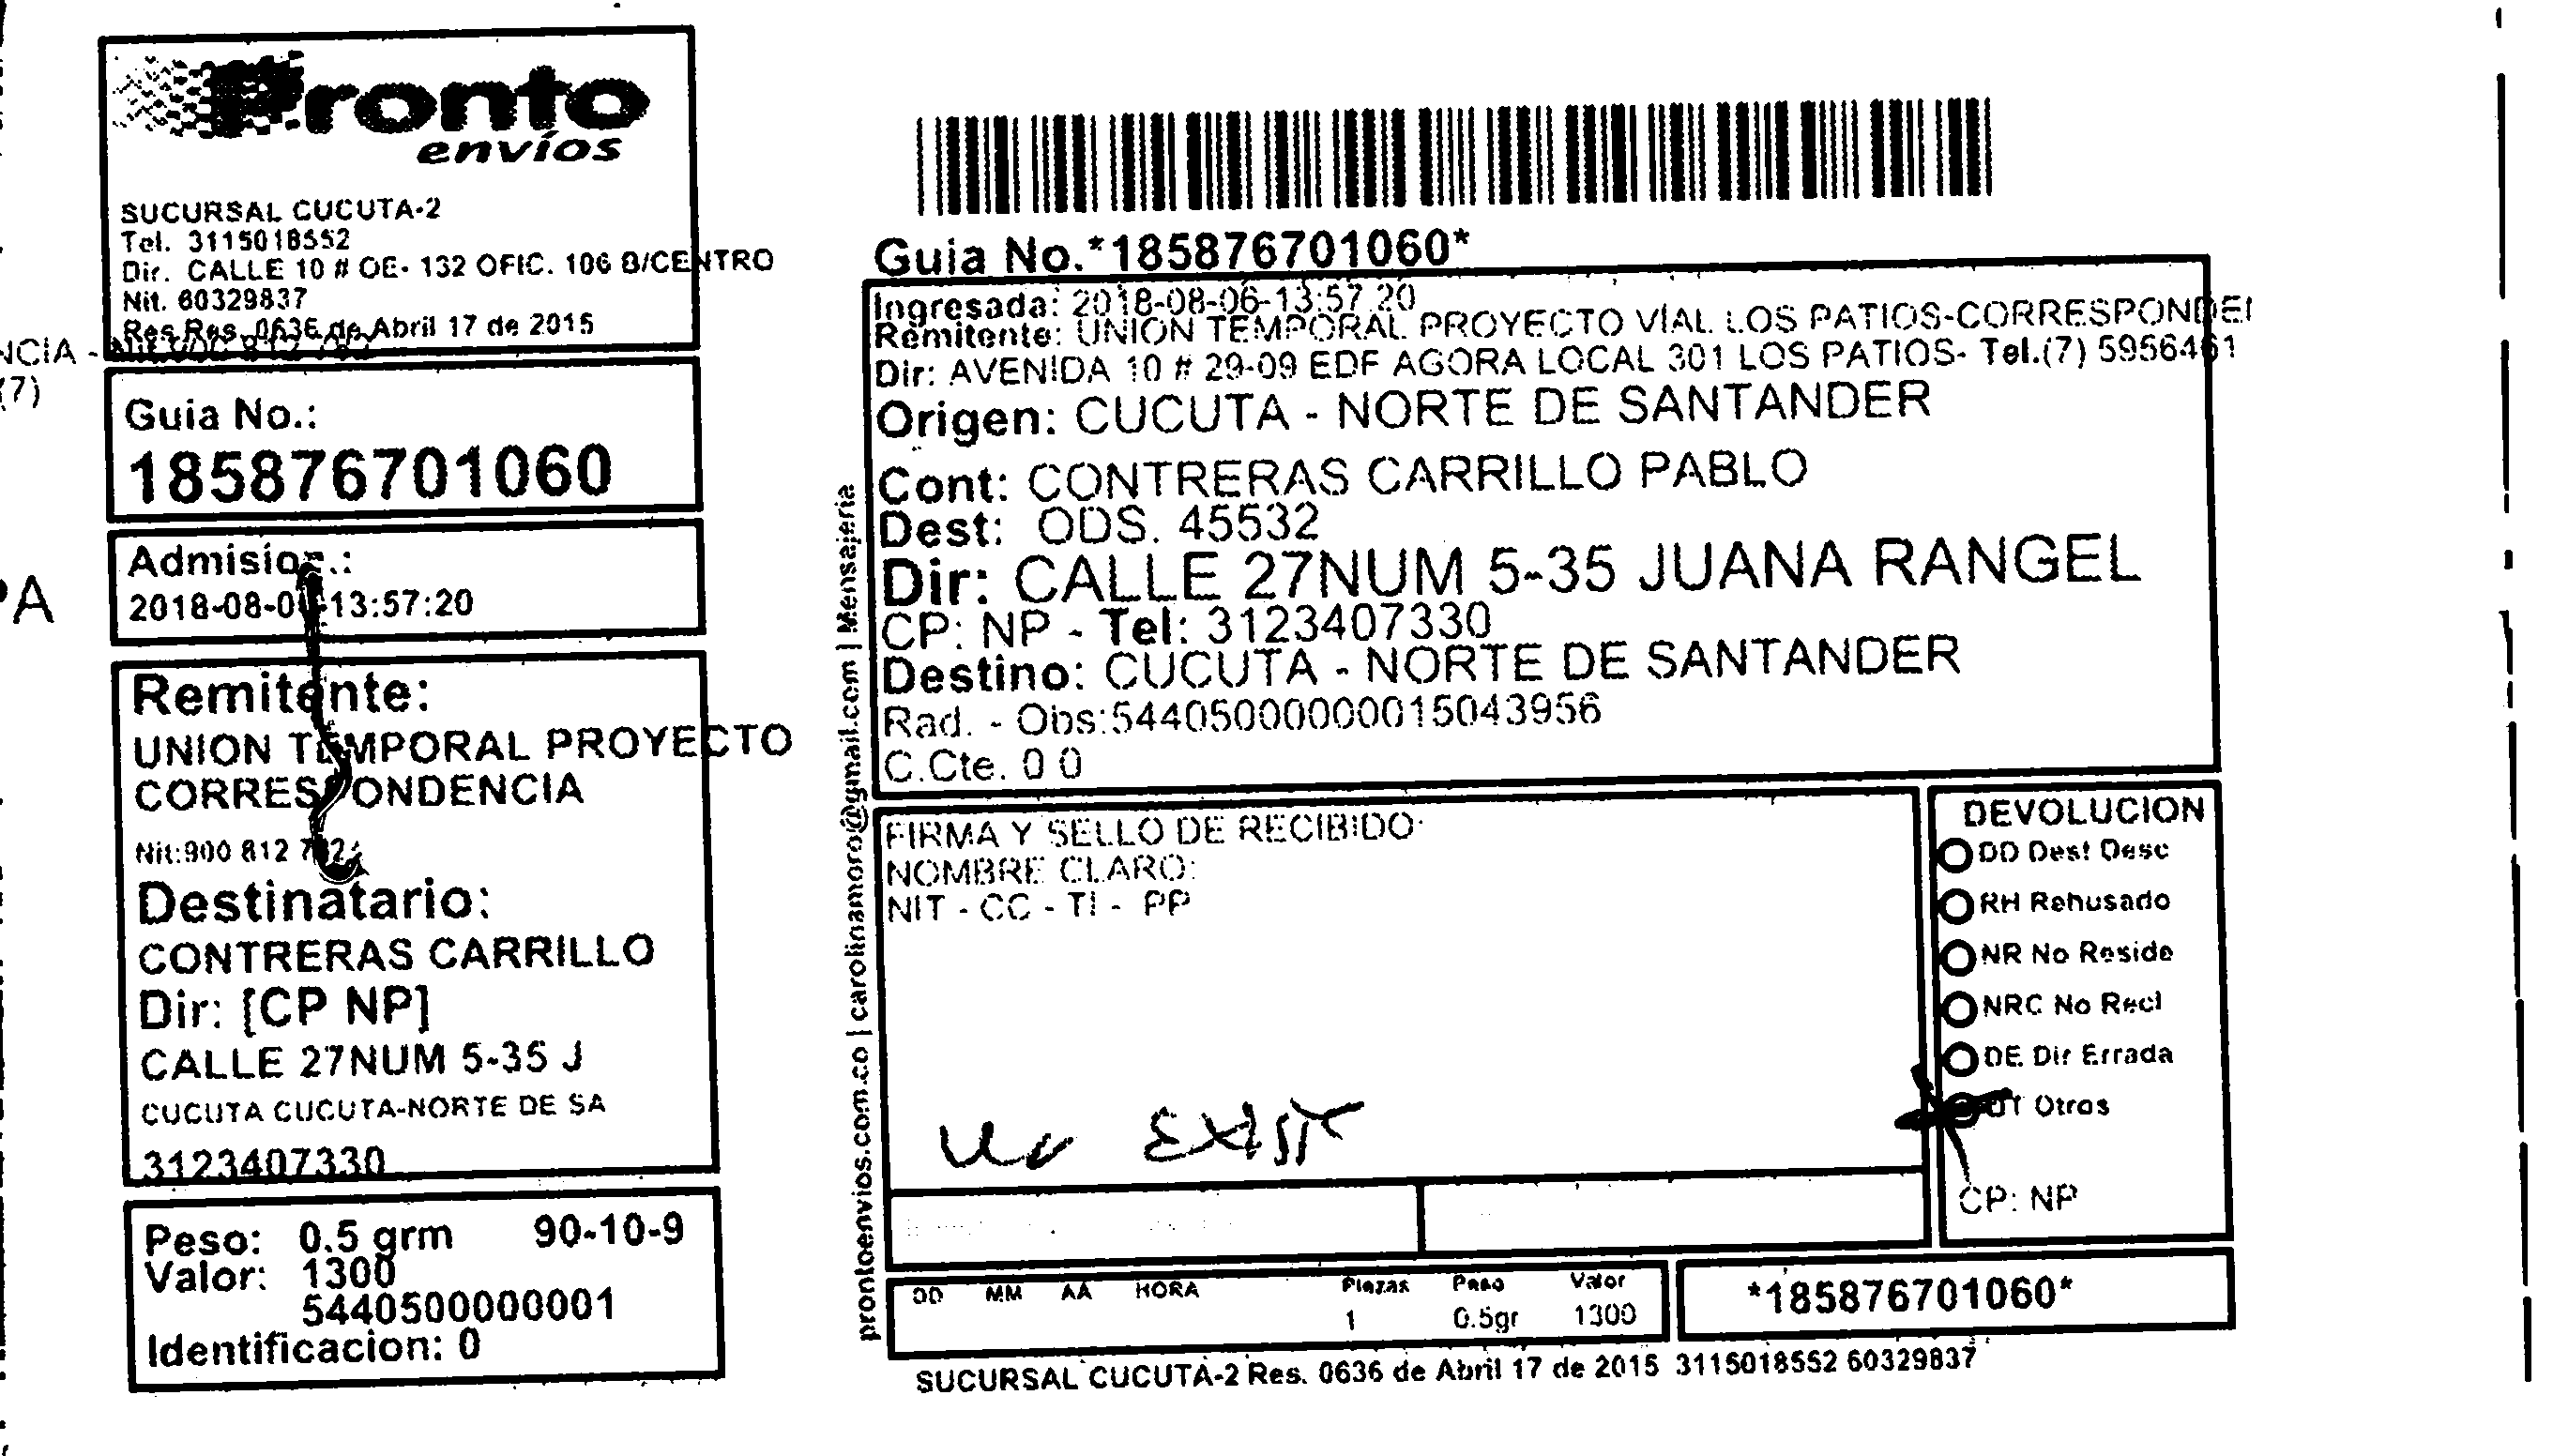 Pronto
envíos
SUCURSAL CUCUTA-2
Tel. 3115018552
Dir. CALLE 10 # OE- 132 OFIC. 106 B/CENTRO
Nit. 60329837
Res.Res. 0636 de Abril 17 de 2015
NCIA -
(7)
PA
Guia No.:
185876701060
Admision.:
2018-08-06-13:57:20
Remitente:
UNION TEMPORAL PROYECTO
CORRESPONDENCIA
Nit:900 812
Destinatario:
CONTRERAS CARRILLO
Dir: [CP NP]
CALLE 27NUM 5-35 J
CUCUTA CUCUTA-NORTE DE SA
3123407330
Peso: 0.5 grm 90-10-9
Valor: 1300
5440500000001
Identificacion: 0
prontoenvios.com.co | carolinamoro@gmail.com | Mensajeria
Guia No.*185876701060*
Ingresada: 2018-08-06-13:57:20
Remitente: UNION TEMPORAL PROYECTO VIAL LOS PATIOS-CORRESPONDEI
Dir: AVENIDA 10 # 29-09 EDF AGORA LOCAL 301 LOS PATIOS- Tel.(7) 5956461
Origen: CUCUTA - NORTE DE SANTANDER
Cont: CONTRERAS CARRILLO PABLO
Dest: ODS. 45532
Dir: CALLE 27NUM 5-35 JUANA RANGEL
CP: NP - Tel: 3123407330
Destino: CUCUTA - NORTE DE SANTANDER
Rad. - Obs:544050000000015043956
C.Cte. 0 0
FIRMA Y SELLO DE RECIBIDO:
NOMBRE CLARO:
NIT - CC - TI - PP
No Exist
DEVOLUCION
DD Dest Desc
RH Rehusado
NR No Reside
NRC No Recl
DE Dir Errada
OT Otros
CP: NP
DD MM AA HORA Piezas Peso Valor
1 0.5gr 1300
*185876701060*
SUCURSAL CUCUTA-2 Res. 0636 de Abril 17 de 2015 3115018552 60329837